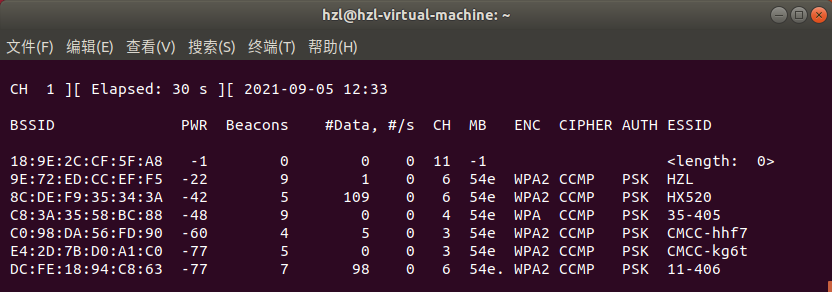 hzl@hzl-virtual-machine: ~
文件(F) 编辑(E) 查看(V) 搜索(S) 终端(T) 帮助(H)
CH  1 ][ Elapsed: 30 s ][ 2021-09-05 12:33
BSSID              PWR  Beacons    #Data, #/s  CH  MB   ENC  CIPHER AUTH ESSID
18:9E:2C:CF:5F:A8   -1        0        0    0  11  -1                    <length:  0>
9E:72:ED:CC:EF:F5  -22        9        1    0   6  54e  WPA2 CCMP   PSK  HZL
8C:DE:F9:35:34:3A  -42        5      109    0   6  54e  WPA2 CCMP   PSK  HX520
C8:3A:35:58:BC:88  -48        9        0    0   4  54e  WPA  CCMP   PSK  35-405
C0:98:DA:56:FD:90  -60        4        5    0   3  54e  WPA2 CCMP   PSK  CMCC-hhf7
E4:2D:7B:D0:A1:C0  -77        5        0    0   3  54e  WPA2 CCMP   PSK  CMCC-kg6t
DC:FE:18:94:C8:63  -77        7       98    0   6  54e. WPA2 CCMP   PSK  11-406